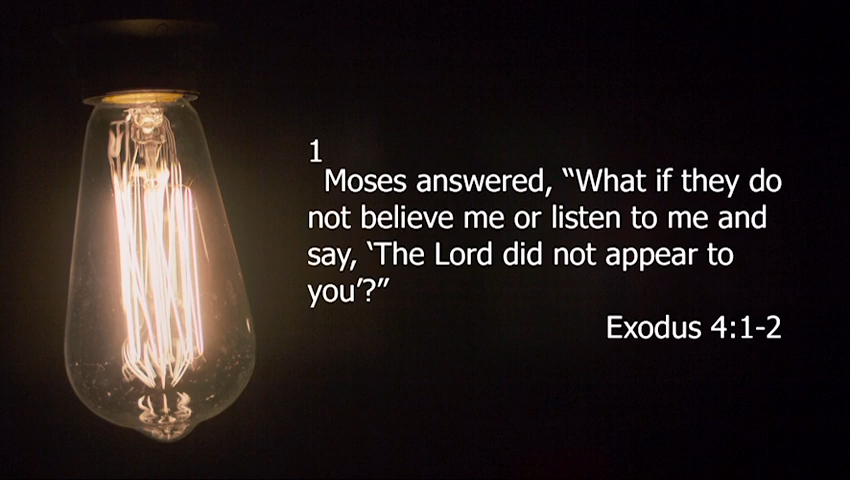 1
Moses answered, “What if they do
not believe me or listen to me and
say, ‘The Lord did not appear to
you’?”
Exodus 4:1-2